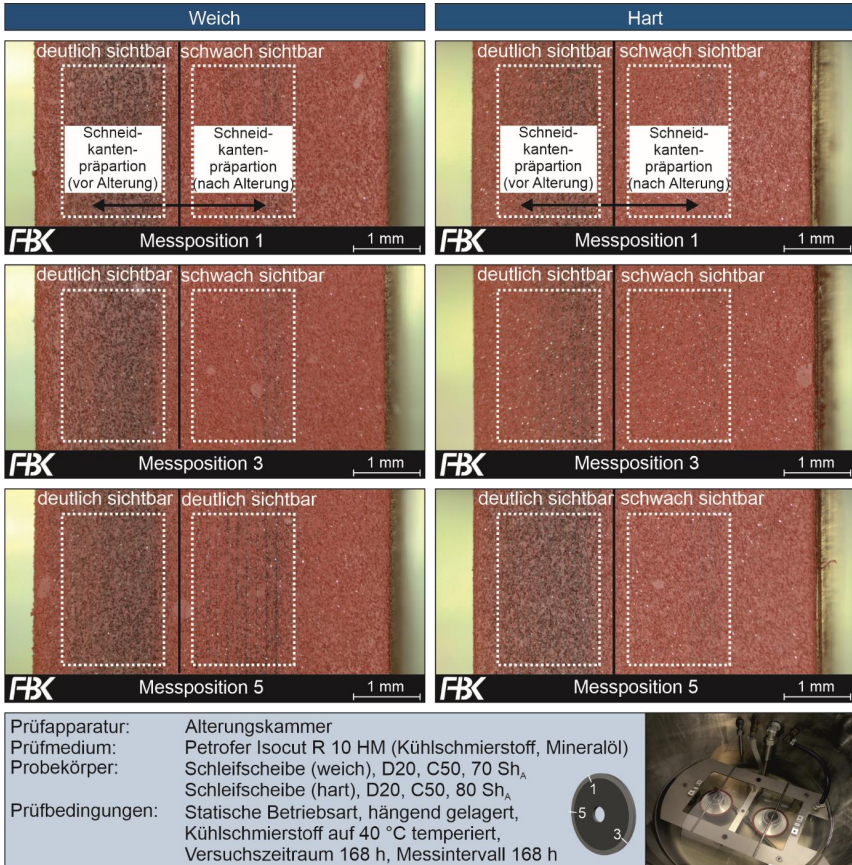 Weich
Hart
deutlich sichtbar
schwach sichtbar
Schneid-
kanten-
präpartion
(vor Alterung)
Schneid-
kanten-
präpartion
(nach Alterung)
FBK
Messposition 1
1 mm
deutlich sichtbar
schwach sichtbar
Schneid-
kanten-
präpartion
(vor Alterung)
Schneid-
kanten-
präpartion
(nach Alterung)
FBK
Messposition 1
1 mm
deutlich sichtbar
schwach sichtbar
FBK
Messposition 3
1 mm
deutlich sichtbar
schwach sichtbar
FBK
Messposition 3
1 mm
deutlich sichtbar
deutlich sichtbar
FBK
Messposition 5
1 mm
deutlich sichtbar
schwach sichtbar
FBK
Messposition 5
1 mm
Prüfapparatur: Alterungskammer
Prüfmedium: Petrofer Isocut R 10 HM (Kühlschmierstoff, Mineralöl)
Probekörper: Schleifscheibe (weich), D20, C50, 70 Sh_A
Schleifscheibe (hart), D20, C50, 80 Sh_A
Prüfbedingungen: Statische Betriebsart, hängend gelagert,
Kühlschmierstoff auf 40 °C temperiert,
Versuchszeitraum 168 h, Messintervall 168 h
1
5
3